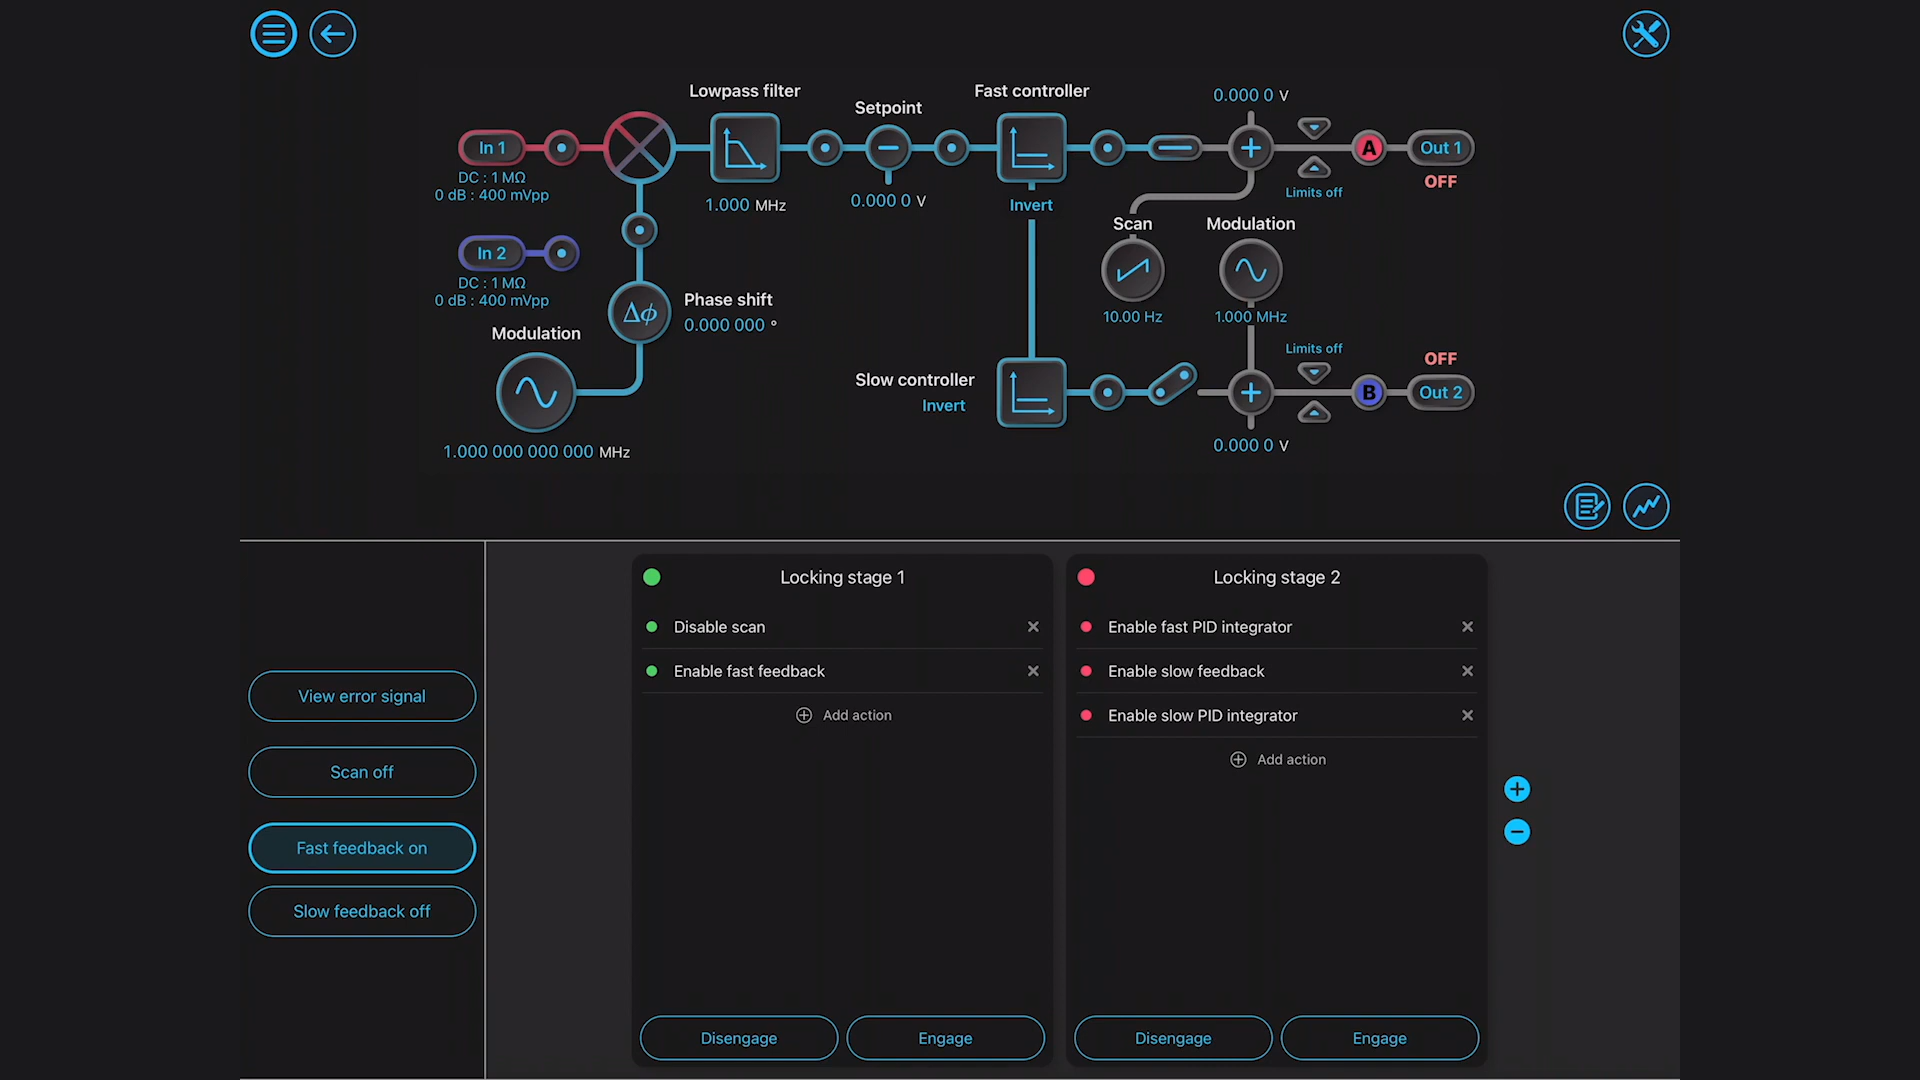 Lowpass filter
Setpoint
Fast controller
0.000 0 V
In 1
DC : 1 MΩ
0 dB : 400 mVpp
1.000 MHz
0.000 0 V
Invert
A
Out 1
OFF
Limits off
In 2
DC : 1 MΩ
0 dB : 400 mVpp
Δϕ
Phase shift
0.000 000 °
Scan
10.00 Hz
Modulation
1.000 MHz
Modulation
1.000 000 000 000 MHz
Slow controller
Invert
Limits off
OFF
B
Out 2
0.000 0 V
View error signal
Scan off
Fast feedback on
Slow feedback off
Locking stage 1
Disable scan
Enable fast feedback
Add action
Disengage
Engage
Locking stage 2
Enable fast PID integrator
Enable slow feedback
Enable slow PID integrator
Add action
Disengage
Engage